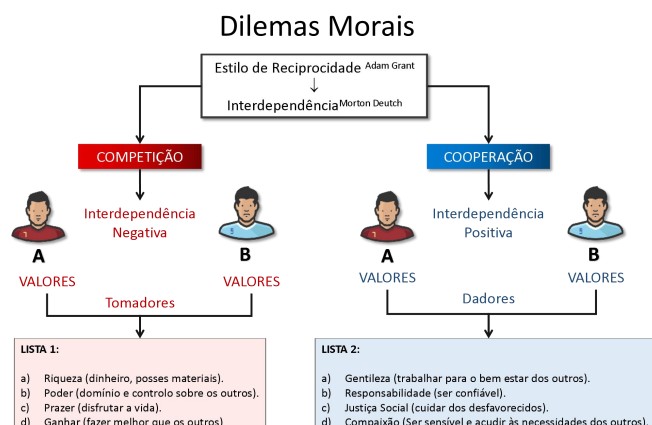 Dilemas Morais
Estilo de Reciprocidade Adam Grant
↓
Interdependência Morton Deutch
COMPETIÇÃO
COOPERAÇÃO
Interdependência
Negativa
Interdependência
Positiva
A
B
A
B
VALORES
VALORES
VALORES
VALORES
Tomadores
Dadores
LISTA 1:
a) Riqueza (dinheiro, posses materiais).
b) Poder (domínio e controlo sobre os outros).
c) Prazer (disfrutar a vida).
d) Ganhar (fazer melhor que os outros)
LISTA 2:
a) Gentileza (trabalhar para o bem estar dos outros).
b) Responsabilidade (ser confiável).
c) Justiça Social (cuidar dos desfavorecidos).
d) Compaixão (Ser sensível e acudir às necessidades dos outros).